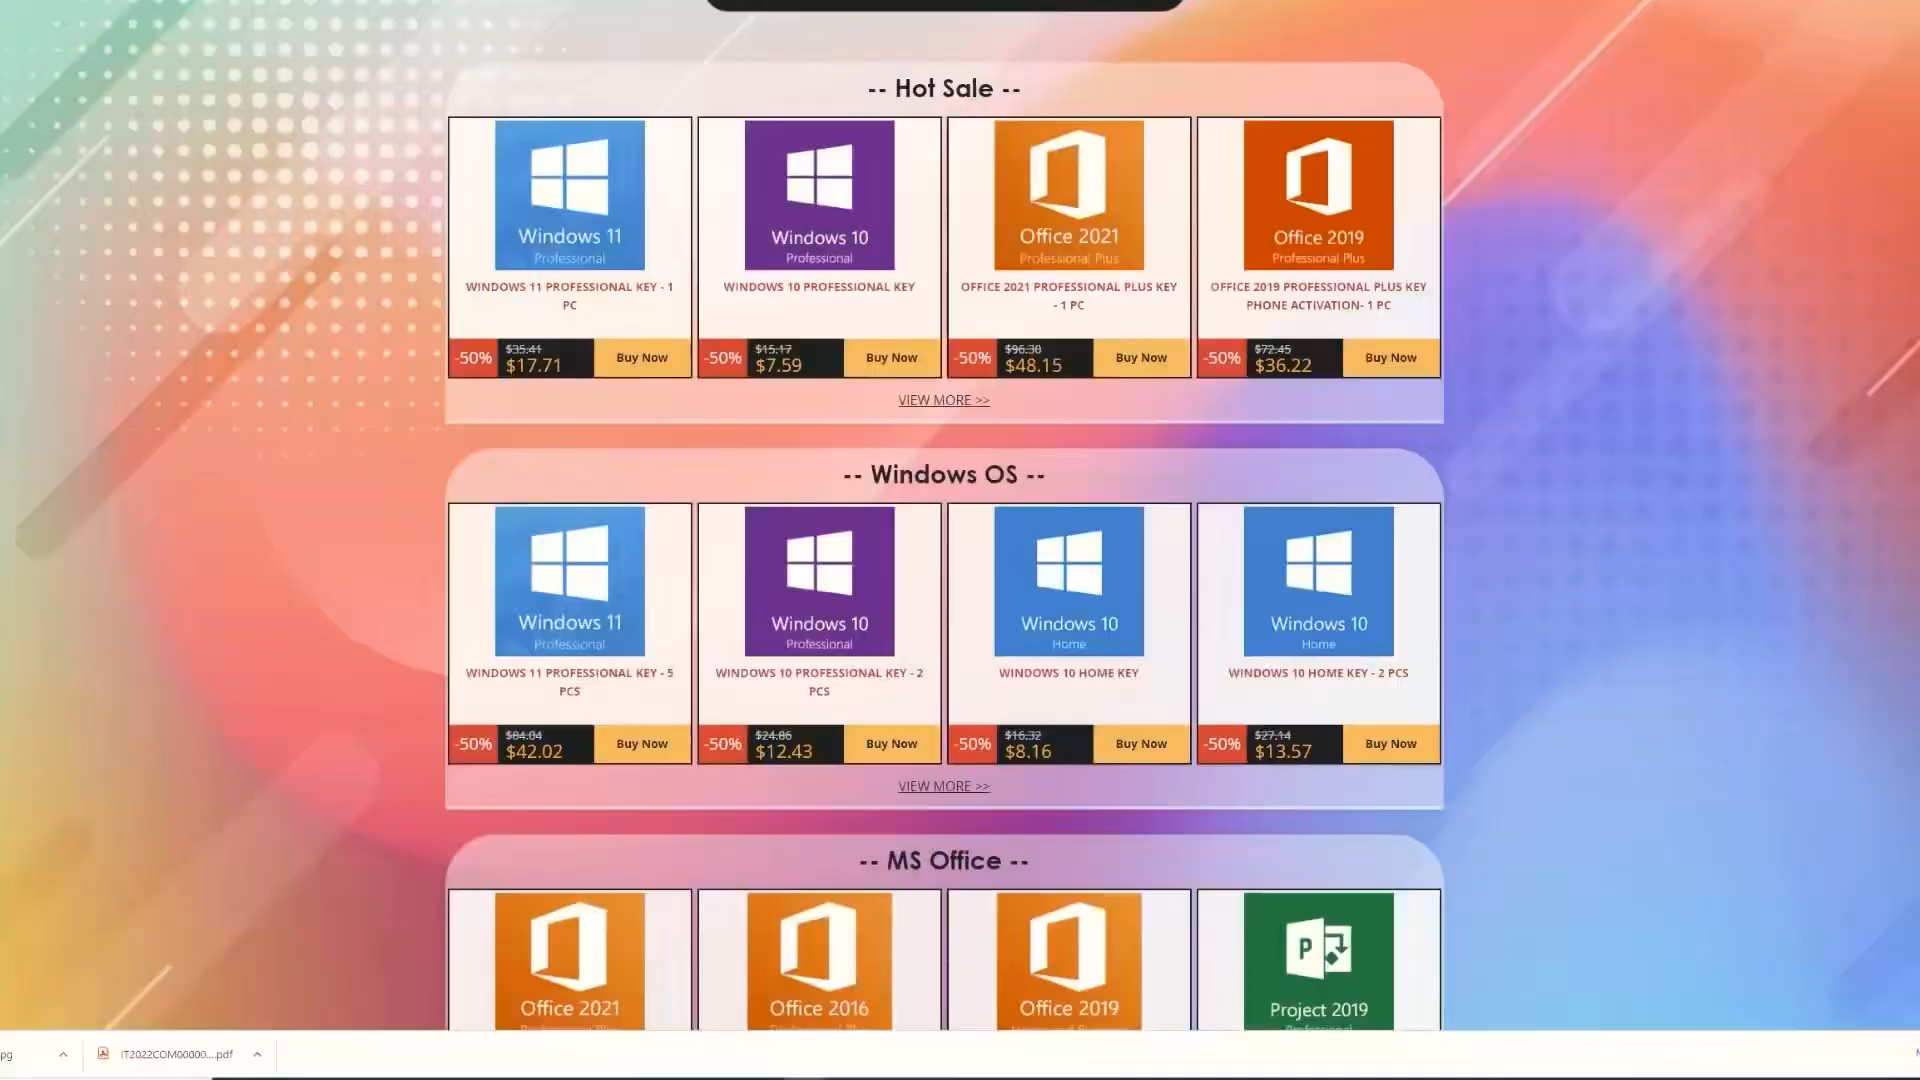 -- Hot Sale --
Windows 11
Professional
Windows 10
Professional
Office 2021
Professional Plus
Office 2019
Professional Plus
WINDOWS 11 PROFESSIONAL KEY - 1
PC
WINDOWS 10 PROFESSIONAL KEY
OFFICE 2021 PROFESSIONAL PLUS KEY
- 1 PC
OFFICE 2019 PROFESSIONAL PLUS KEY
PHONE ACTIVATION- 1 PC
-50%
$35.41
$17.71
Buy Now
-50%
$15.17
$7.59
Buy Now
-50%
$96.30
$48.15
Buy Now
-50%
$72.45
$36.22
Buy Now
VIEW MORE >>
-- Windows OS --
Windows 11
Professional
Windows 10
Professional
Windows 10
Home
Windows 10
Home
WINDOWS 11 PROFESSIONAL KEY - 5
PCS
WINDOWS 10 PROFESSIONAL KEY - 2
PCS
WINDOWS 10 HOME KEY
WINDOWS 10 HOME KEY - 2 PCS
-50%
$84.04
$42.02
Buy Now
-50%
$24.86
$12.43
Buy Now
-50%
$16.32
$8.16
Buy Now
-50%
$27.14
$13.57
Buy Now
VIEW MORE >>
-- MS Office --
Office 2021
Office 2016
Office 2019
P
Project 2019
pg
IT2022COM00000....pdf